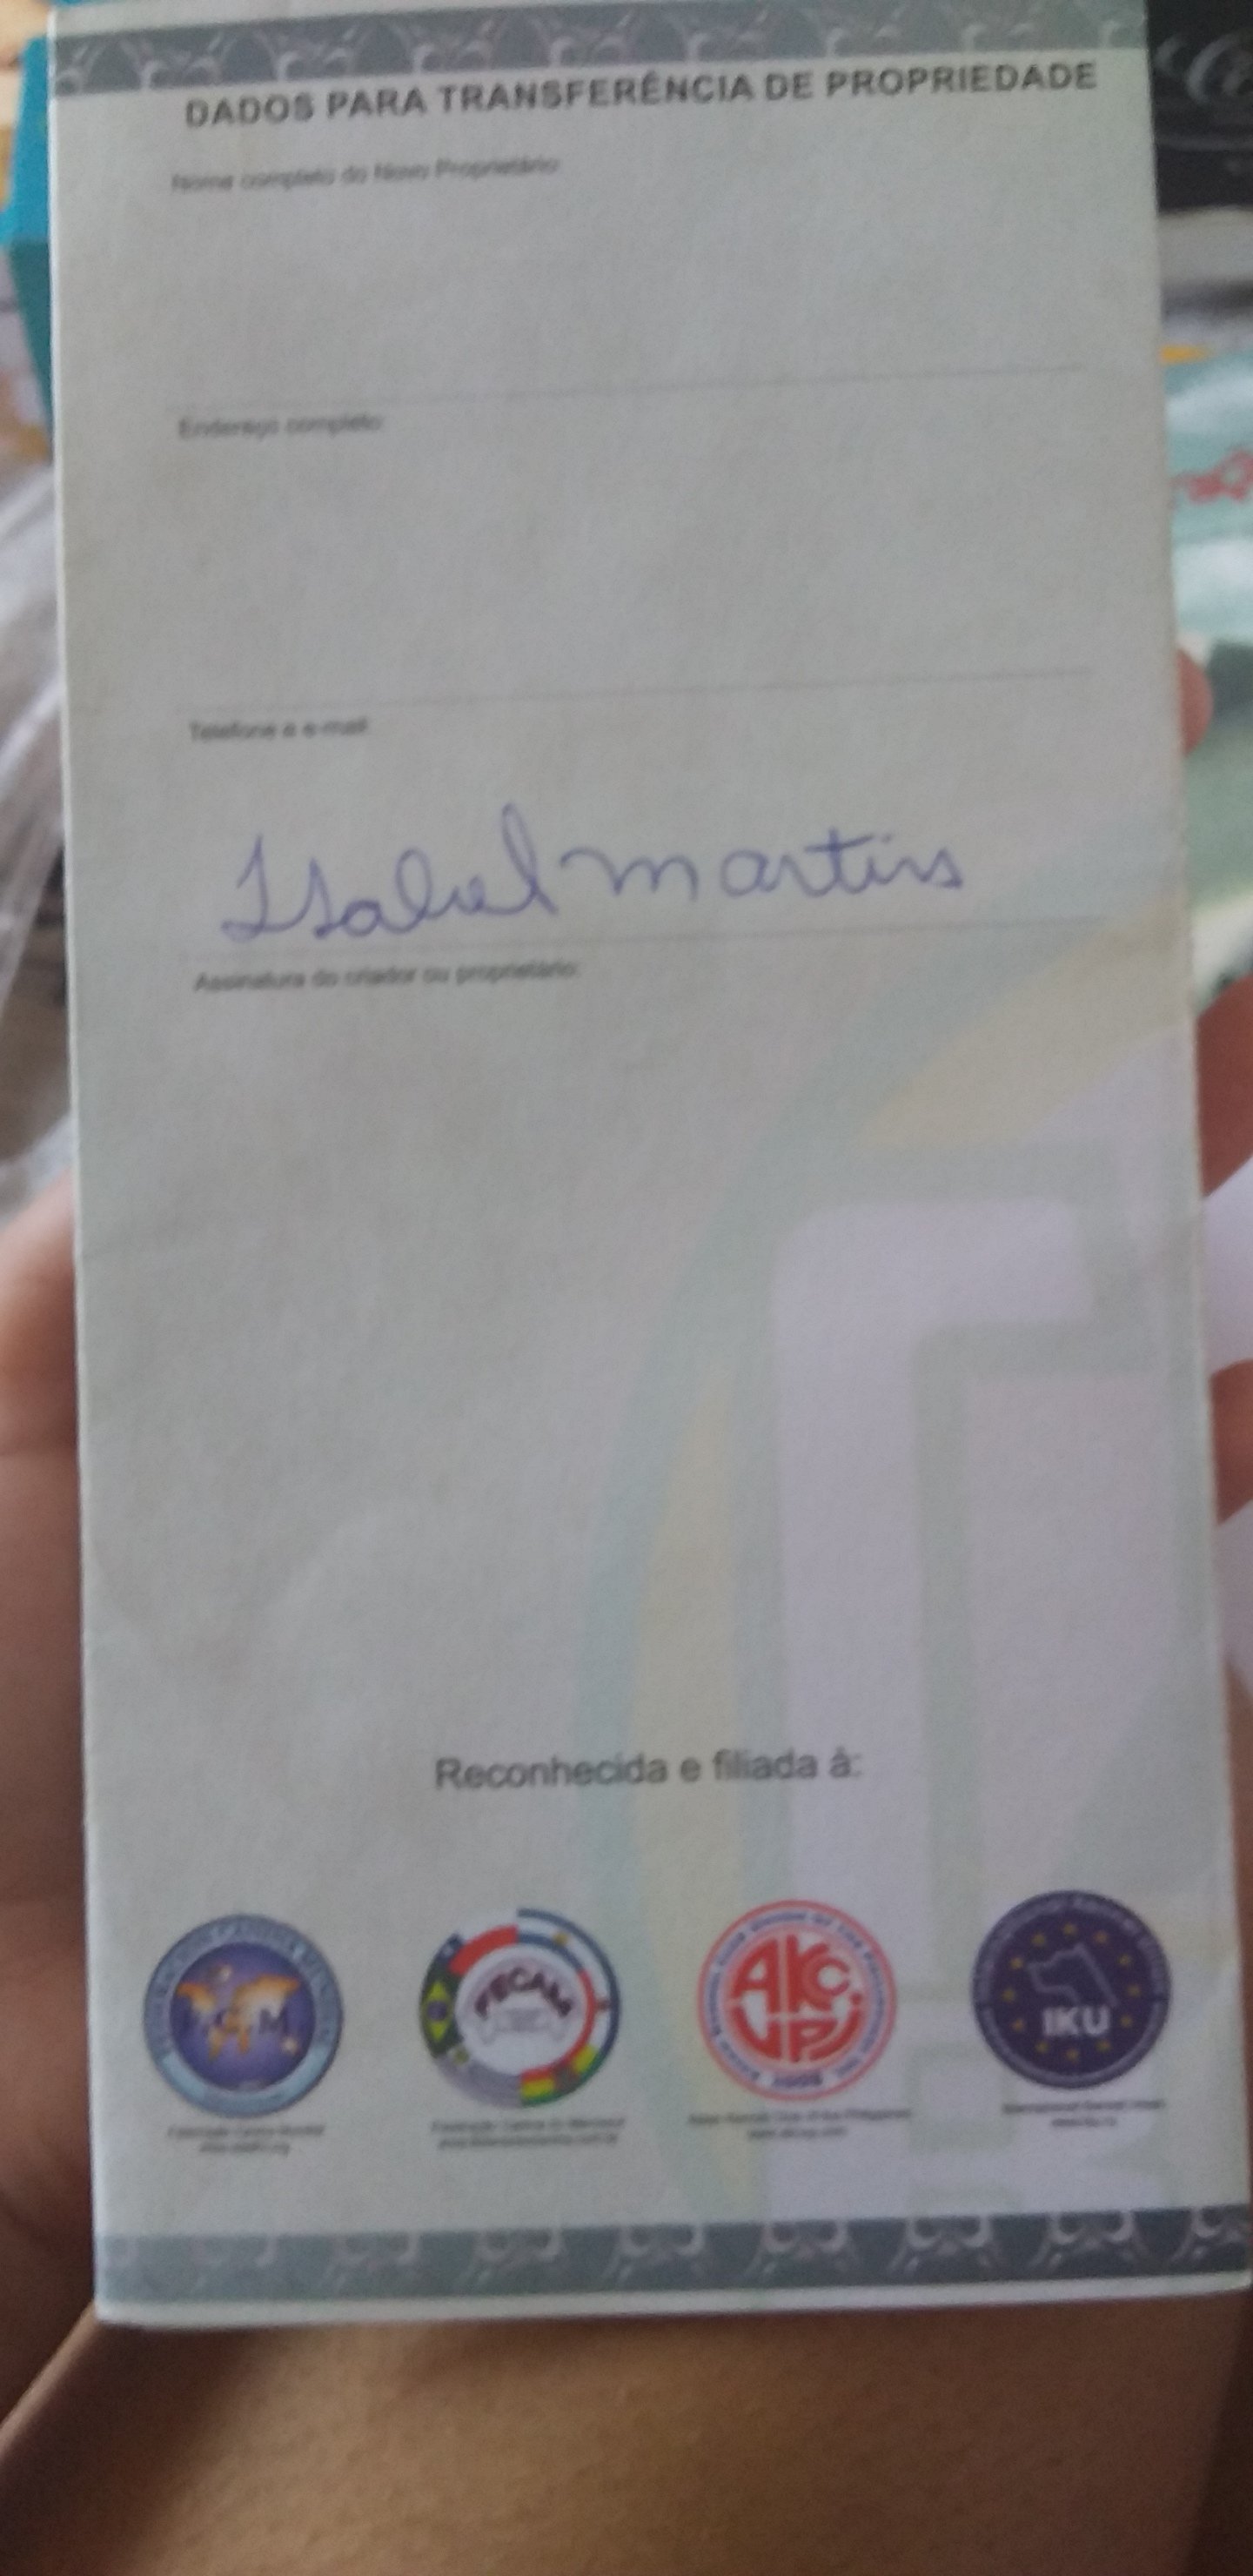 DADOS PARA TRANSFERÊNCIA DE PROPRIEDADE
Nome completo do Novo Proprietário:
Endereço completo:
Telefone e e-mail:
Isabel martins
Assinatura do criador ou proprietário:
Reconhecida e filiada à:
FECAM
AKC
UP
IKU